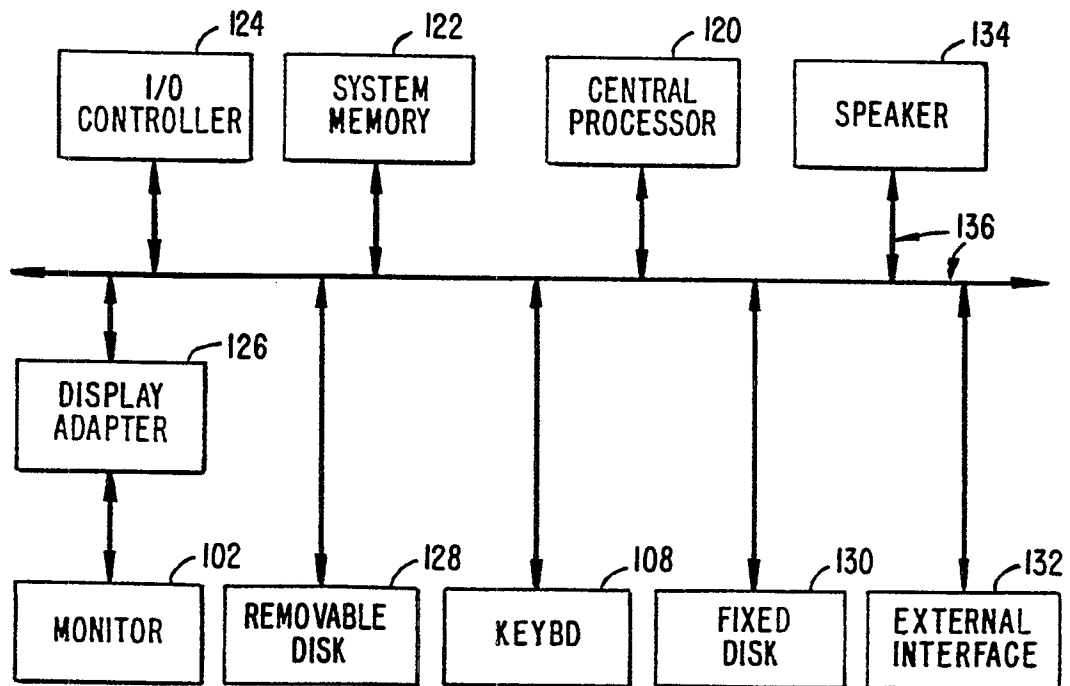 124
122
120
134
I/O
CONTROLLER
SYSTEM
MEMORY
CENTRAL
PROCESSOR
SPEAKER
136
126
DISPLAY
ADAPTER
102
128
108
130
132
MONITOR
REMOVABLE
DISK
KEYBD
FIXED
DISK
EXTERNAL
INTERFACE